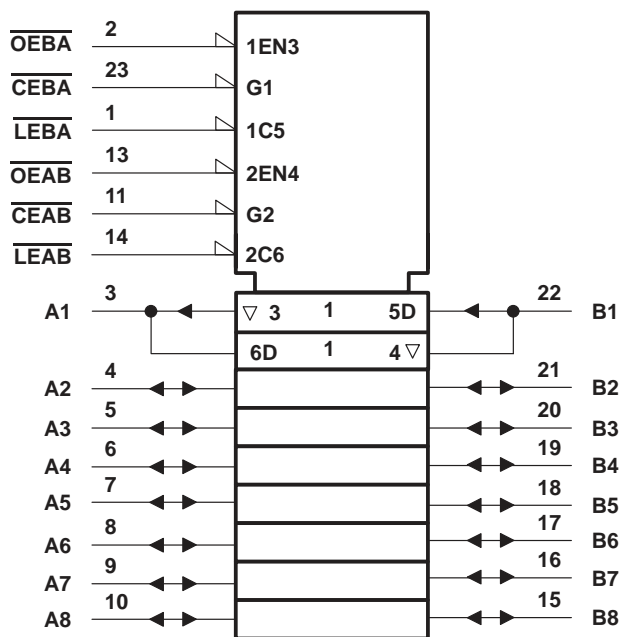 OEBA 2 1EN3
CEBA 23 G1
LEBA 1 1C5
OEAB 13 2EN4
CEAB 11 G2
LEAB 14 2C6
A1 3 ▽ 3 1 5D 22 B1
6D 1 4 ▽
A2 4 21 B2
A3 5 20 B3
A4 6 19 B4
A5 7 18 B5
A6 8 17 B6
A7 9 16 B7
A8 10 15 B8